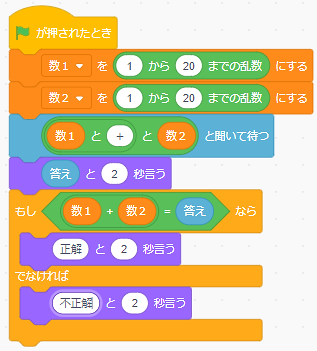 が押されたとき
数1 を 1 から 20 までの乱数 にする
数2 を 1 から 20 までの乱数 にする
数1 と + と 数2 と聞いて待つ
答え と 2 秒言う
もし 数1 + 数2 = 答え なら
正解 と 2 秒言う
でなければ
不正解 と 2 秒言う